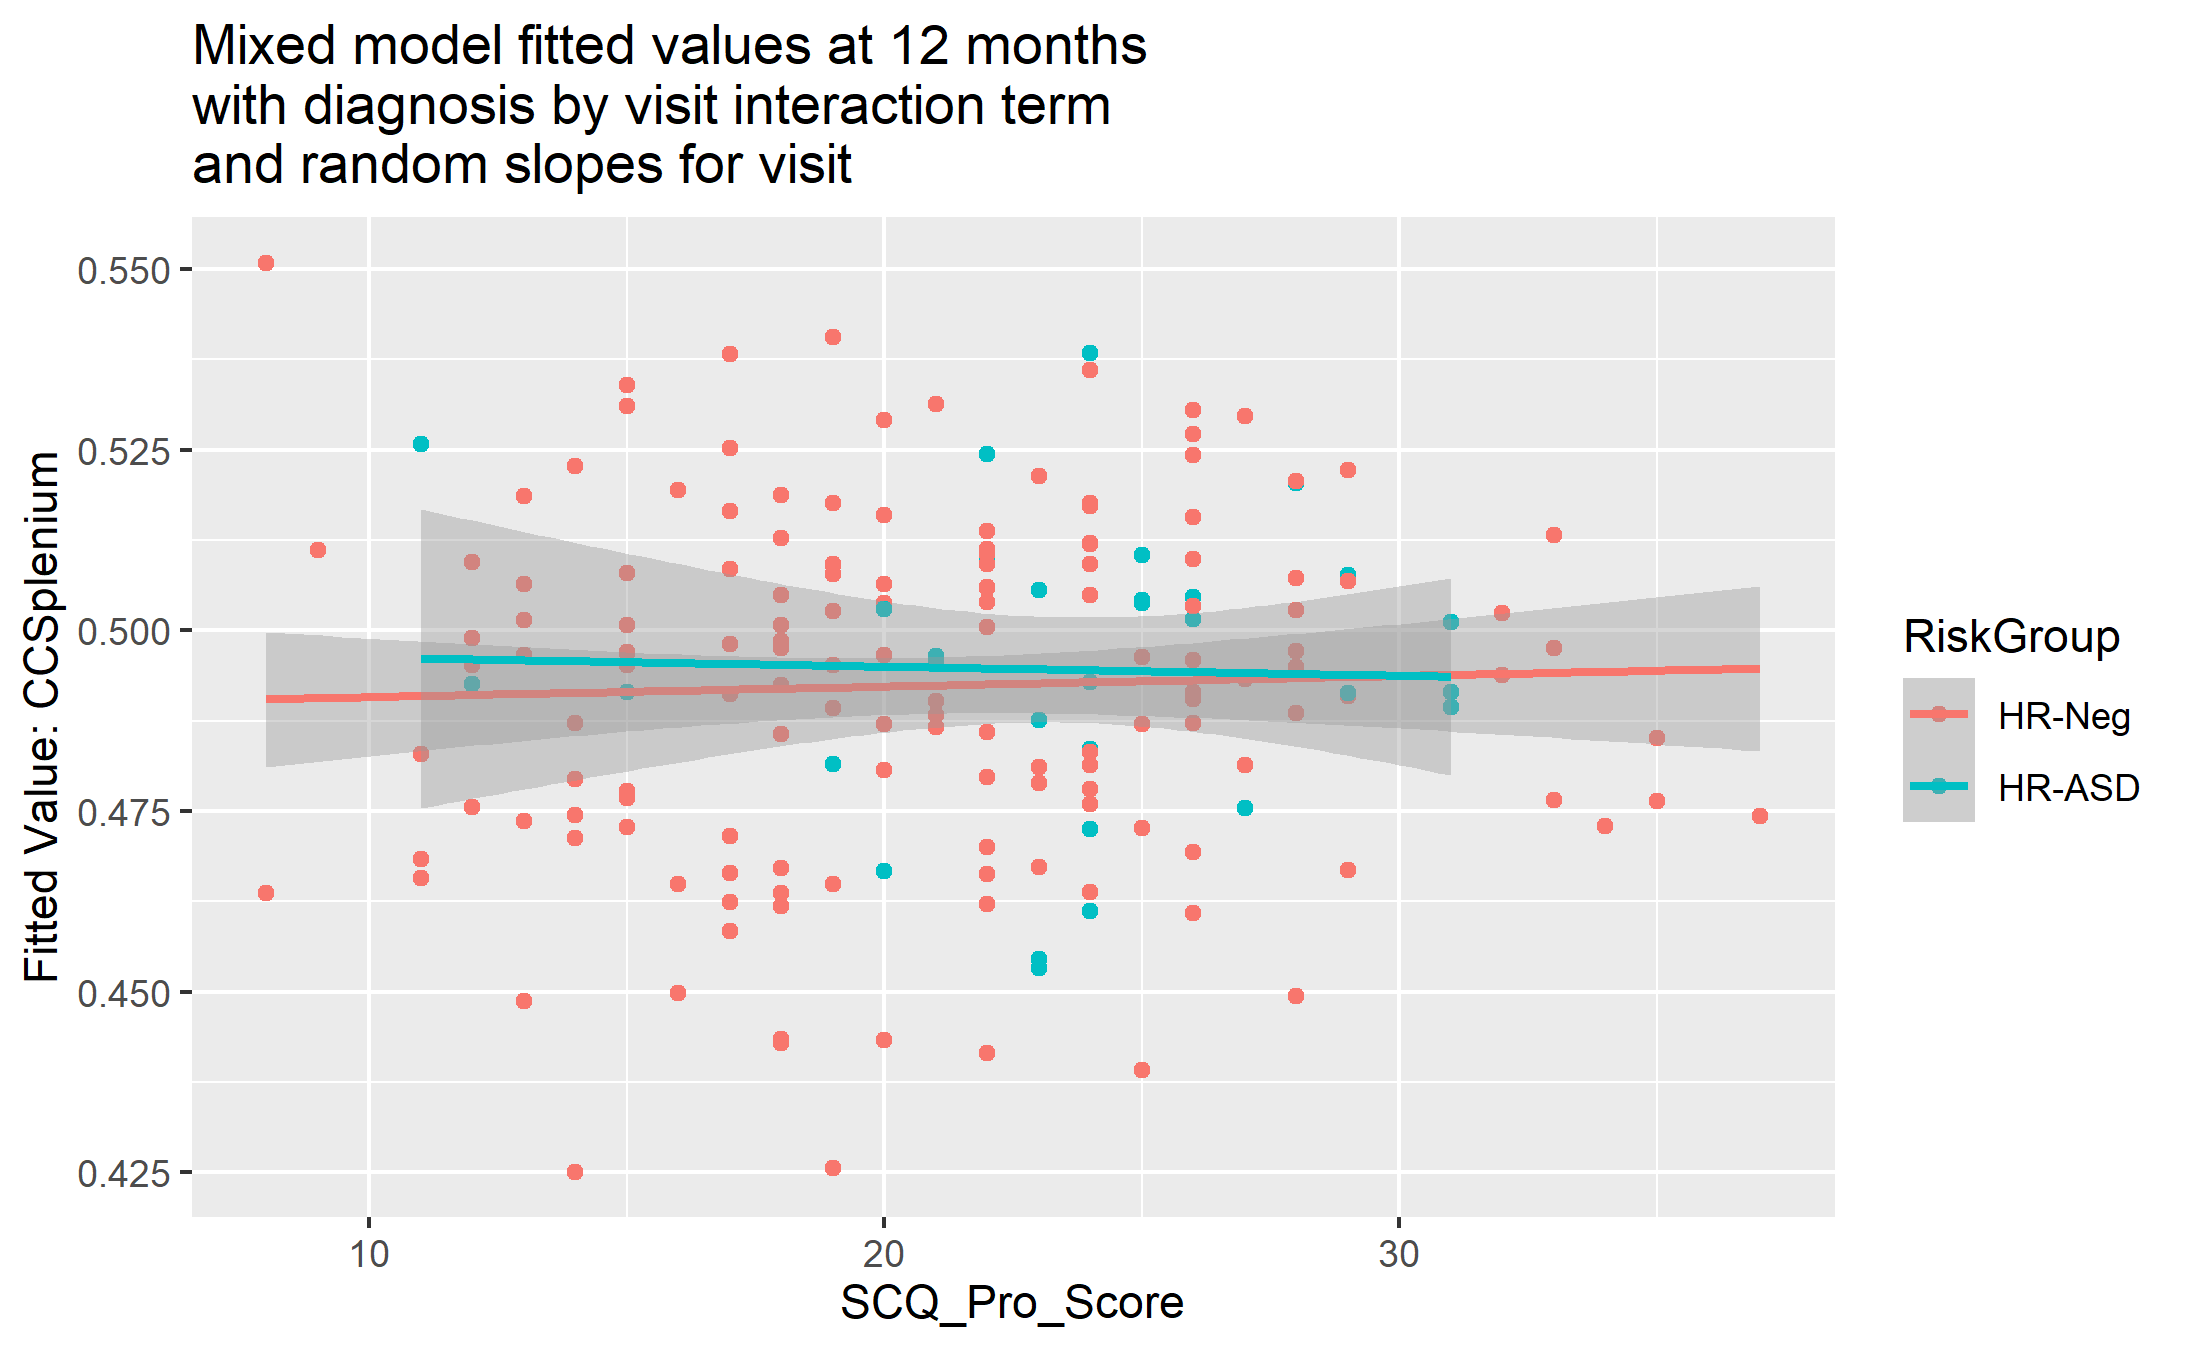 Mixed model fitted values at 12 months
with diagnosis by visit interaction term
and random slopes for visit
Fitted Value: CCSplenium
0.550
0.525
0.500
0.475
0.450
0.425
10
20
30
SCQ_Pro_Score
RiskGroup
HR-Neg
HR-ASD